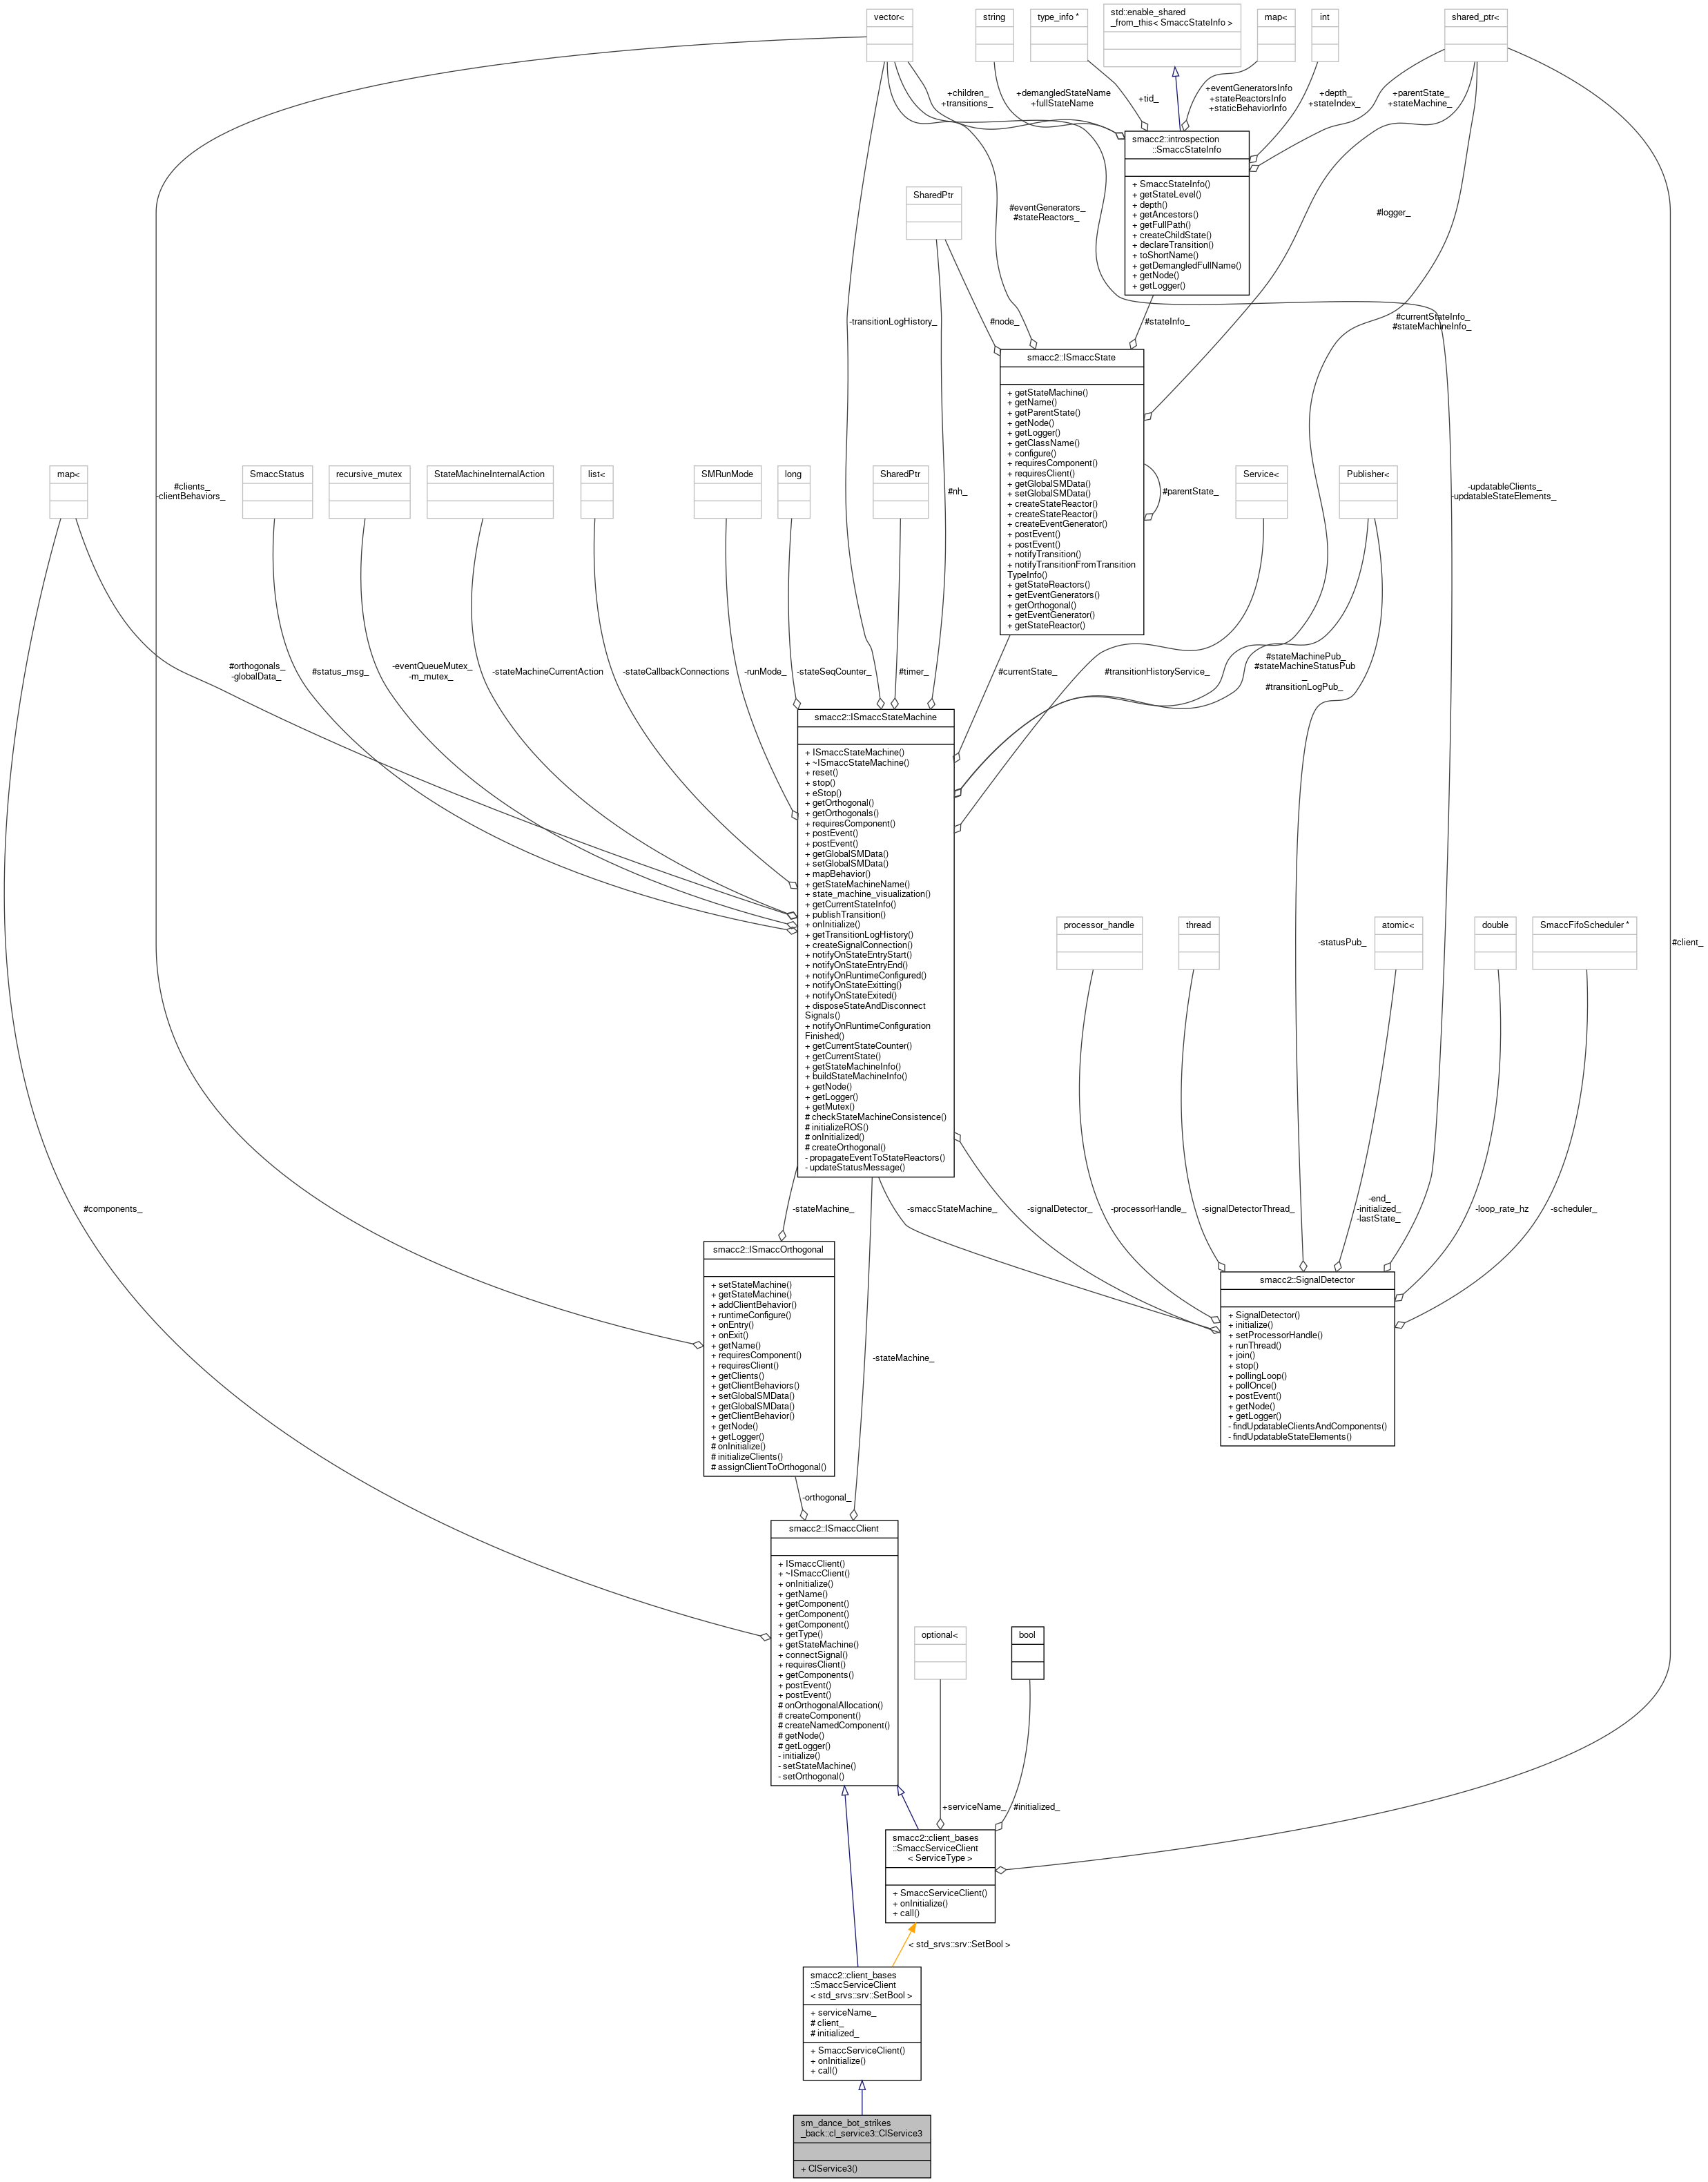 vector<
string
type_info *
std::enable_shared
_from_this< SmaccStateInfo >
map<
int
shared_ptr<
+children_
+transitions_
+demangledStateName
+fullStateName
+tid_
+eventGeneratorsInfo
+stateReactorsInfo
+staticBehaviorInfo
+depth_
+stateIndex_
+parentState_
+stateMachine_
smacc2::introspection
::SmaccStateInfo
+ SmaccStateInfo()
+ getStateLevel()
+ depth()
+ getAncestors()
+ getFullPath()
+ createChildState()
+ declareTransition()
+ toShortName()
+ getDemangledFullName()
+ getNode()
+ getLogger()
SharedPtr
#eventGenerators_
#stateReactors_
#logger_
-transitionLogHistory_
#node_
#stateInfo_
#currentStateInfo_
#stateMachineInfo_
smacc2::ISmaccState
+ getStateMachine()
+ getName()
+ getParentState()
+ getNode()
+ getLogger()
+ getClassName()
+ configure()
+ requiresComponent()
+ requiresClient()
+ getGlobalSMData()
+ setGlobalSMData()
+ createStateReactor()
+ createStateReactor()
+ createEventGenerator()
+ postEvent()
+ postEvent()
+ notifyTransition()
+ notifyTransitionFromTransition
TypeInfo()
+ getStateReactors()
+ getEventGenerators()
+ getOrthogonal()
+ getEventGenerator()
+ getStateReactor()
#parentState_
map<
SmaccStatus
recursive_mutex
StateMachineInternalAction
list<
SMRunMode
long
SharedPtr
Service<
Publisher<
#clients_
-clientBehaviors_
#nh_
-updatableClients_
-updatableStateElements_
#orthogonals_
-globalData_
#status_msg_
-eventQueueMutex_
-m_mutex_
-stateMachineCurrentAction
-stateCallbackConnections
-runMode_
-stateSeqCounter_
#timer_
#currentState_
#transitionHistoryService_
#stateMachinePub_
#stateMachineStatusPub
_
#transitionLogPub_
smacc2::ISmaccStateMachine
+ ISmaccStateMachine()
+ ~ISmaccStateMachine()
+ reset()
+ stop()
+ eStop()
+ getOrthogonal()
+ getOrthogonals()
+ requiresComponent()
+ postEvent()
+ postEvent()
+ getGlobalSMData()
+ setGlobalSMData()
+ mapBehavior()
+ getStateMachineName()
+ state_machine_visualization()
+ getCurrentStateInfo()
+ publishTransition()
+ onInitialize()
+ getTransitionLogHistory()
+ createSignalConnection()
+ notifyOnStateEntryStart()
+ notifyOnStateEntryEnd()
+ notifyOnRuntimeConfigured()
+ notifyOnStateExitting()
+ notifyOnStateExited()
+ disposeStateAndDisconnect
Signals()
+ notifyOnRuntimeConfiguration
Finished()
+ getCurrentStateCounter()
+ getCurrentState()
+ getStateMachineInfo()
+ buildStateMachineInfo()
+ getNode()
+ getLogger()
+ getMutex()
# checkStateMachineConsistence()
# initializeROS()
# onInitialized()
# createOrthogonal()
- propagateEventToStateReactors()
- updateStatusMessage()
processor_handle
thread
atomic<
double
SmaccFifoScheduler *
-statusPub_
#client_
#components_
-stateMachine_
-smaccStateMachine_
-signalDetector_
-processorHandle_
-signalDetectorThread_
-end_
-initialized_
-lastState_
-loop_rate_hz
-scheduler_
smacc2::ISmaccOrthogonal
+ setStateMachine()
+ getStateMachine()
+ addClientBehavior()
+ runtimeConfigure()
+ onEntry()
+ onExit()
+ getName()
+ requiresComponent()
+ requiresClient()
+ getClients()
+ getClientBehaviors()
+ setGlobalSMData()
+ getGlobalSMData()
+ getClientBehavior()
+ getNode()
+ getLogger()
# onInitialize()
# initializeClients()
# assignClientToOrthogonal()
smacc2::SignalDetector
+ SignalDetector()
+ initialize()
+ setProcessorHandle()
+ runThread()
+ join()
+ stop()
+ pollingLoop()
+ pollOnce()
+ postEvent()
+ getNode()
+ getLogger()
- findUpdatableClientsAndComponents()
- findUpdatableStateElements()
-stateMachine_
-orthogonal_
smacc2::ISmaccClient
+ ISmaccClient()
+ ~ISmaccClient()
+ onInitialize()
+ getName()
+ getComponent()
+ getComponent()
+ getComponent()
+ getType()
+ getStateMachine()
+ connectSignal()
+ requiresClient()
+ getComponents()
+ postEvent()
+ postEvent()
# onOrthogonalAllocation()
# createComponent()
# createNamedComponent()
# getNode()
# getLogger()
- initialize()
- setStateMachine()
- setOrthogonal()
optional<
bool
+serviceName_
#initialized_
smacc2::client_bases
::SmaccServiceClient
< ServiceType >
+ SmaccServiceClient()
+ onInitialize()
+ call()
< std_srvs::srv::SetBool >
smacc2::client_bases
::SmaccServiceClient
< std_srvs::srv::SetBool >
+ serviceName_
# client_
# initialized_
+ SmaccServiceClient()
+ onInitialize()
+ call()
sm_dance_bot_strikes
_back::cl_service3::ClService3
+ ClService3()